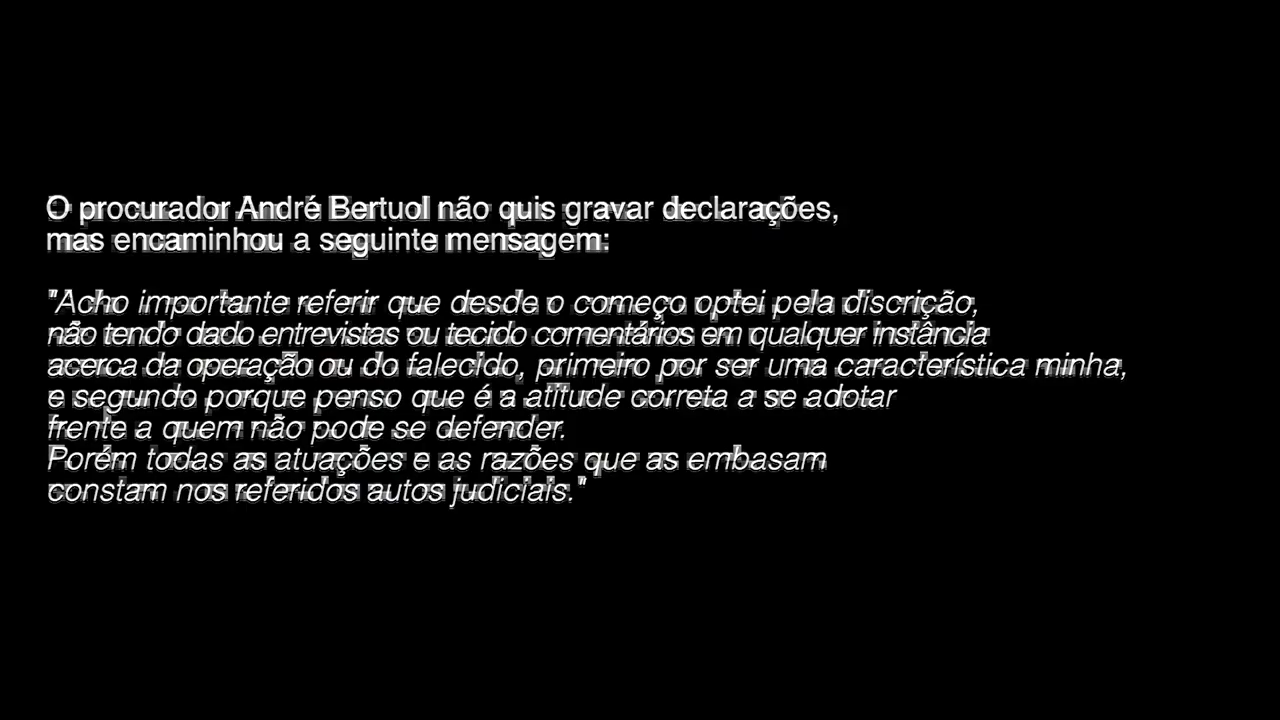 O procurador André Bertuol não quis gravar declarações,
mas encaminhou a seguinte mensagem:
"Acho importante referir que desde o começo optei pela discrição,
não tendo dado entrevistas ou tecido comentários em qualquer instância
acerca da operação ou do falecido, primeiro por ser uma característica minha,
e segundo porque penso que é a atitude correta a se adotar
frente a quem não pode se defender.
Porém todas as atuações e as razões que as embasam
constam nos referidos autos judiciais."